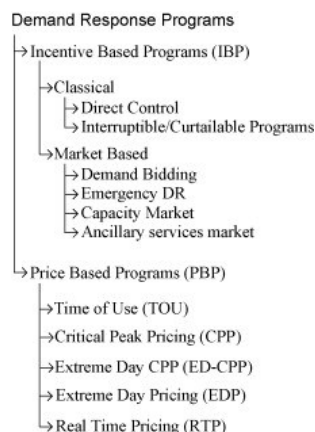 Demand Response Programs
Incentive Based Programs (IBP)
Classical
Direct Control
Interruptible/Curtailable Programs
Market Based
Demand Bidding
Emergency DR
Capacity Market
Ancillary services market
Price Based Programs (PBP)
Time of Use (TOU)
Critical Peak Pricing (CPP)
Extreme Day CPP (ED-CPP)
Extreme Day Pricing (EDP)
Real Time Pricing (RTP)